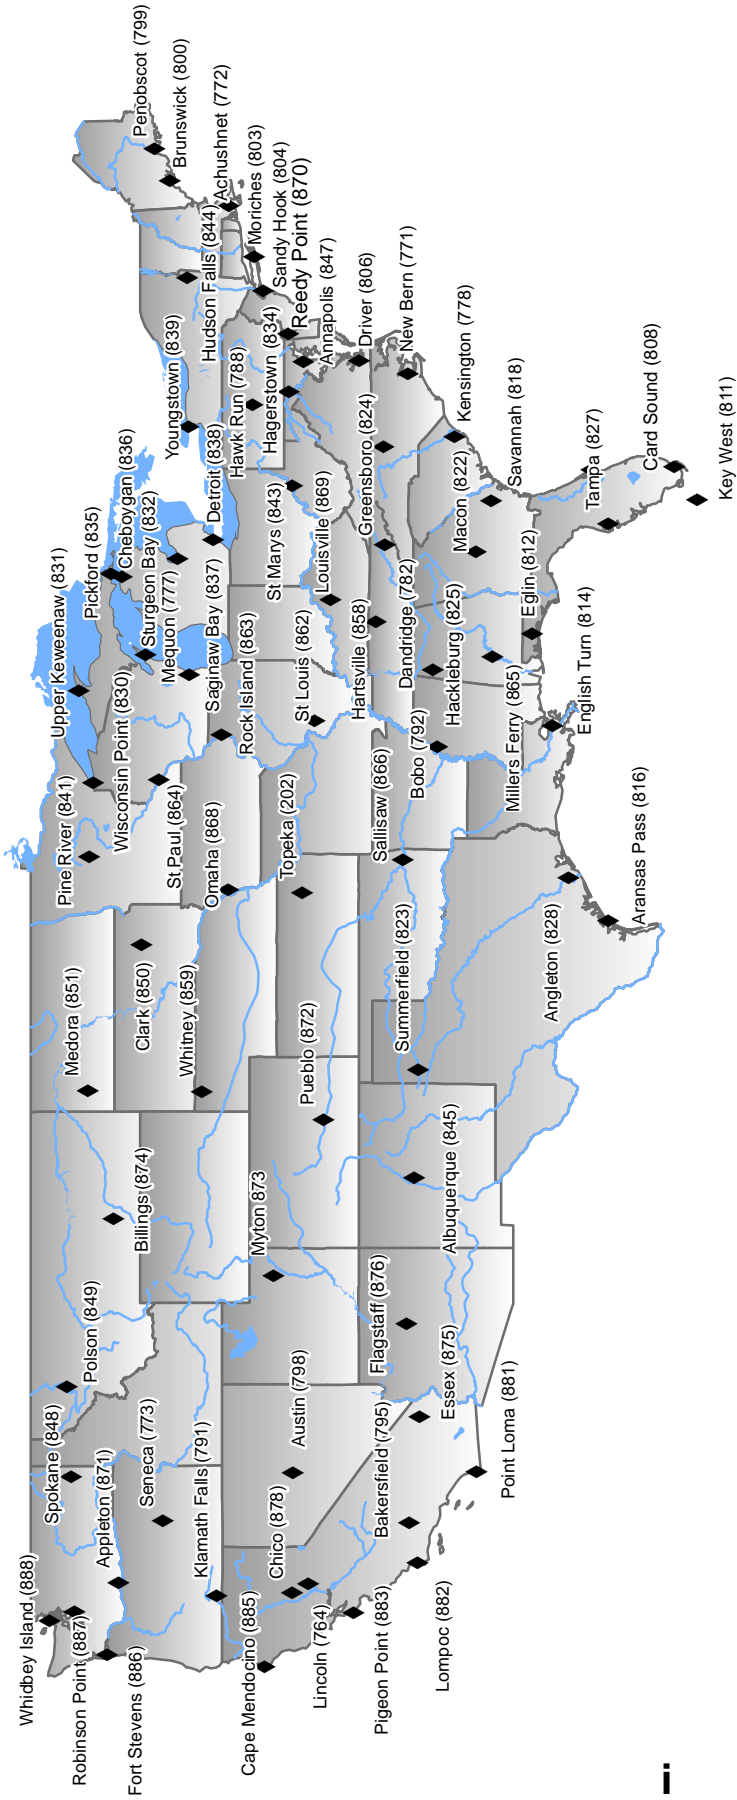 Whidbey Island (888)
Robinson Point (887)
Fort Stevens (886)
Spokane (848)
Appleton (871)
Seneca (773)
Klamath Falls (791)
Cape Mendocino (885)
Chico (878)
Lincoln (764)
Pigeon Point (883)
Lompoc (882)
Bakersfield (795)
Austin (798)
Point Loma (881)
Essex (875)
Flagstaff (876)
Polson (849)
Billings (874)
Myton 873
Albuquerque (845)
Pueblo (872)
Medora (851)
Clark (850)
Whitney (859)
Summerfield (823)
Angleton (828)
Aransas Pass (816)
Pine River (841)
Wisconsin Point (830)
St Paul (864)
Omaha (868)
Topeka (202)
Sallisaw (866)
Bobo (792)
Millers Ferry (865)
English Turn (814)
Upper Keweenaw (831)
Pickford (835)
Cheboygan (836)
Sturgeon Bay (832)
Mequon (777)
Saginaw Bay (837)
Rock Island (863)
St Louis (862)
Hartsville (858)
Dandridge (782)
Hackleburg (825)
Eglin (812)
Youngstown (839)
Detroit (838)
Hawk Run (788)
St Marys (843)
Louisville (869)
Greensboro (824)
Macon (822)
Savannah (818)
Kensington (778)
Tampa (827)
Card Sound (808)
Key West (811)
Penobscot (799)
Brunswick (800)
Achushnet (772)
Hudson Falls (844)
Moriches (803)
Sandy Hook (804)
Reedy Point (870)
Hagerstown (834)
Annapolis (847)
Driver (806)
New Bern (771)
i